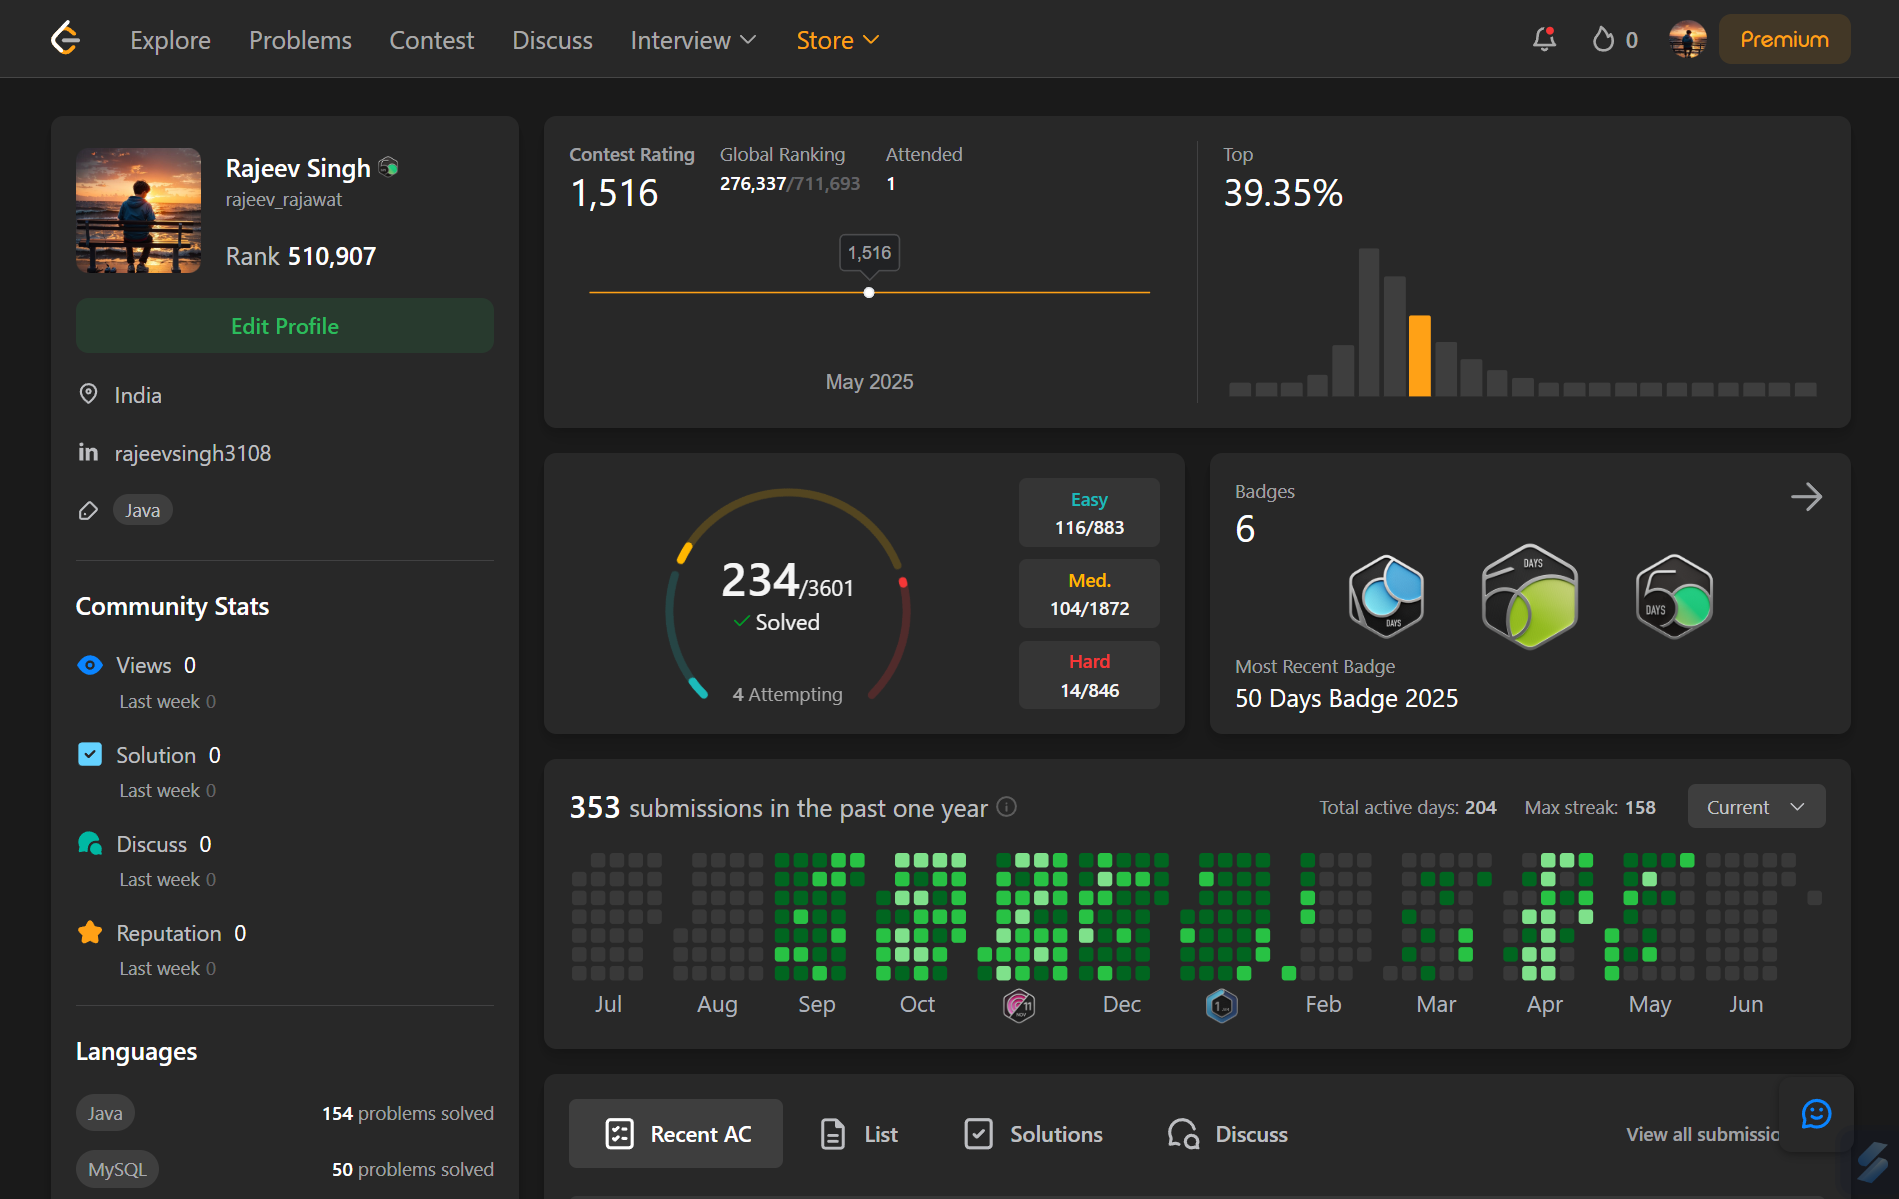 Explore Problems Contest Discuss Interview Store 0 Premium
Rajeev Singh
rajeev_rajawat
Rank 510,907
Edit Profile
India
in rajeevsingh3108
Java
Community Stats
Views 0
Last week 0
Solution 0
Last week 0
Discuss 0
Last week 0
Reputation 0
Last week 0
Languages
Java 154 problems solved
MySQL 50 problems solved
Contest Rating Global Ranking Attended
1,516 276,337/711,693 1
1,516
May 2025
Top
39.35%
234/3601
Solved
4 Attempting
Easy
116/883
Med.
104/1872
Hard
14/846
Badges
6
DAYS
DAYS
50
DAYS
Most Recent Badge
50 Days Badge 2025
353 submissions in the past one year Total active days: 204 Max streak: 158 Current
Jul Aug Sep Oct 11 NOV Dec 1 Feb Mar Apr May Jun
Recent AC List Solutions Discuss View all submissio